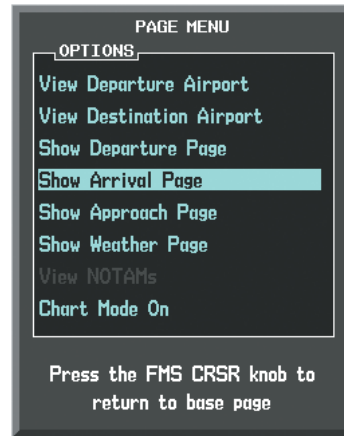 PAGE MENU
OPTIONS
View Departure Airport
View Destination Airport
Show Departure Page
Show Arrival Page
Show Approach Page
Show Weather Page
View NOTAMs
Chart Mode On
Press the FMS CRSR knob to
return to base page